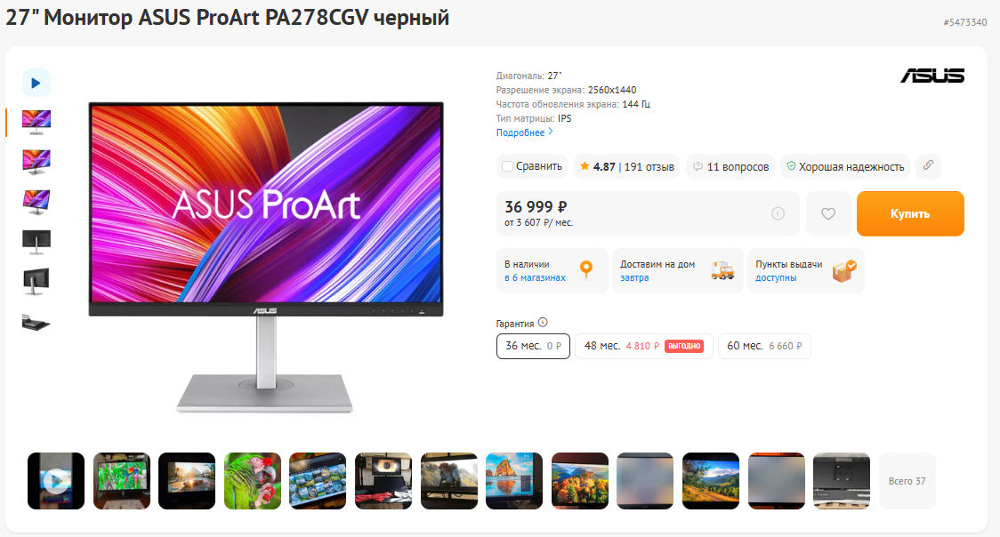 27" Монитор ASUS ProArt PA278CGV черный
#5473340
ASUS
ASUS ProArt
ASUS
Диагональ: 27"
Разрешение экрана: 2560x1440
Частота обновления экрана: 144 Гц
Тип матрицы: IPS
Подробнее
Сравнить
4.87 | 191 отзыв
11 вопросов
Хорошая надежность
36 999 ₽
от 3 607 ₽/ мес.
Купить
В наличии
в 6 магазинах
Доставим на дом
завтра
Пункты выдачи
доступны
Гарантия
36 мес. 0 ₽
48 мес. 4 810 ₽ ВЫГОДНО
60 мес. 6 660 ₽
Всего 37